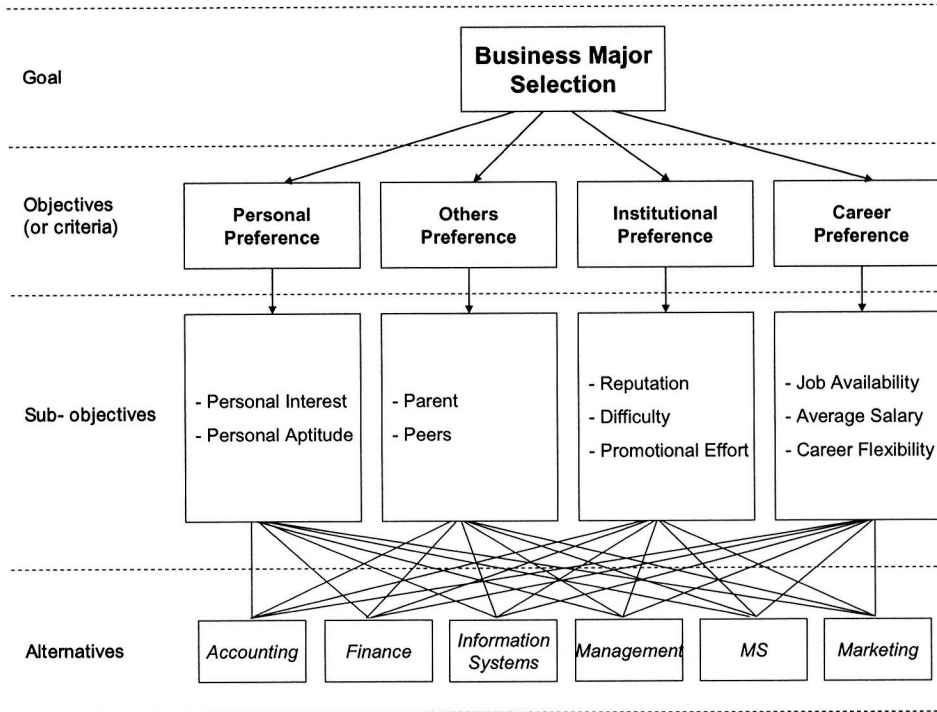 Goal
Business Major
Selection
Objectives
(or criteria)
Personal
Preference
Others
Preference
Institutional
Preference
Career
Preference
Sub- objectives
- Personal Interest
- Personal Aptitude
- Parent
- Peers
- Reputation
- Difficulty
- Promotional Effort
- Job Availability
- Average Salary
- Career Flexibility
Alternatives
Accounting
Finance
Information
Systems
Management
MS
Marketing